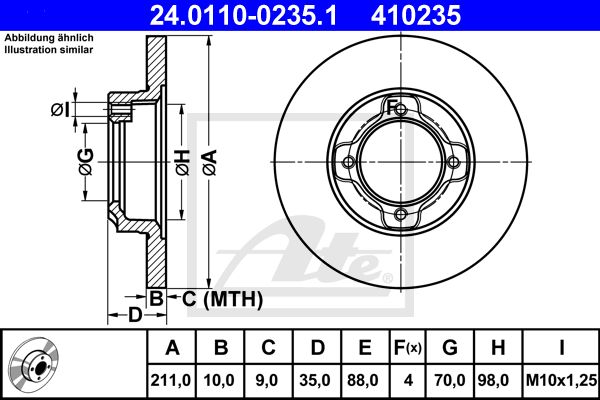 24.0110-0235.1 410235
Abbildung ähnlich
Illustration similar
ØI
ØG
ØH
ØA
F
B
C (MTH)
D
Ate
®
A B C D E F(x) G H I
211,0 10,0 9,0 35,0 88,0 4 70,0 98,0 M10x1,25